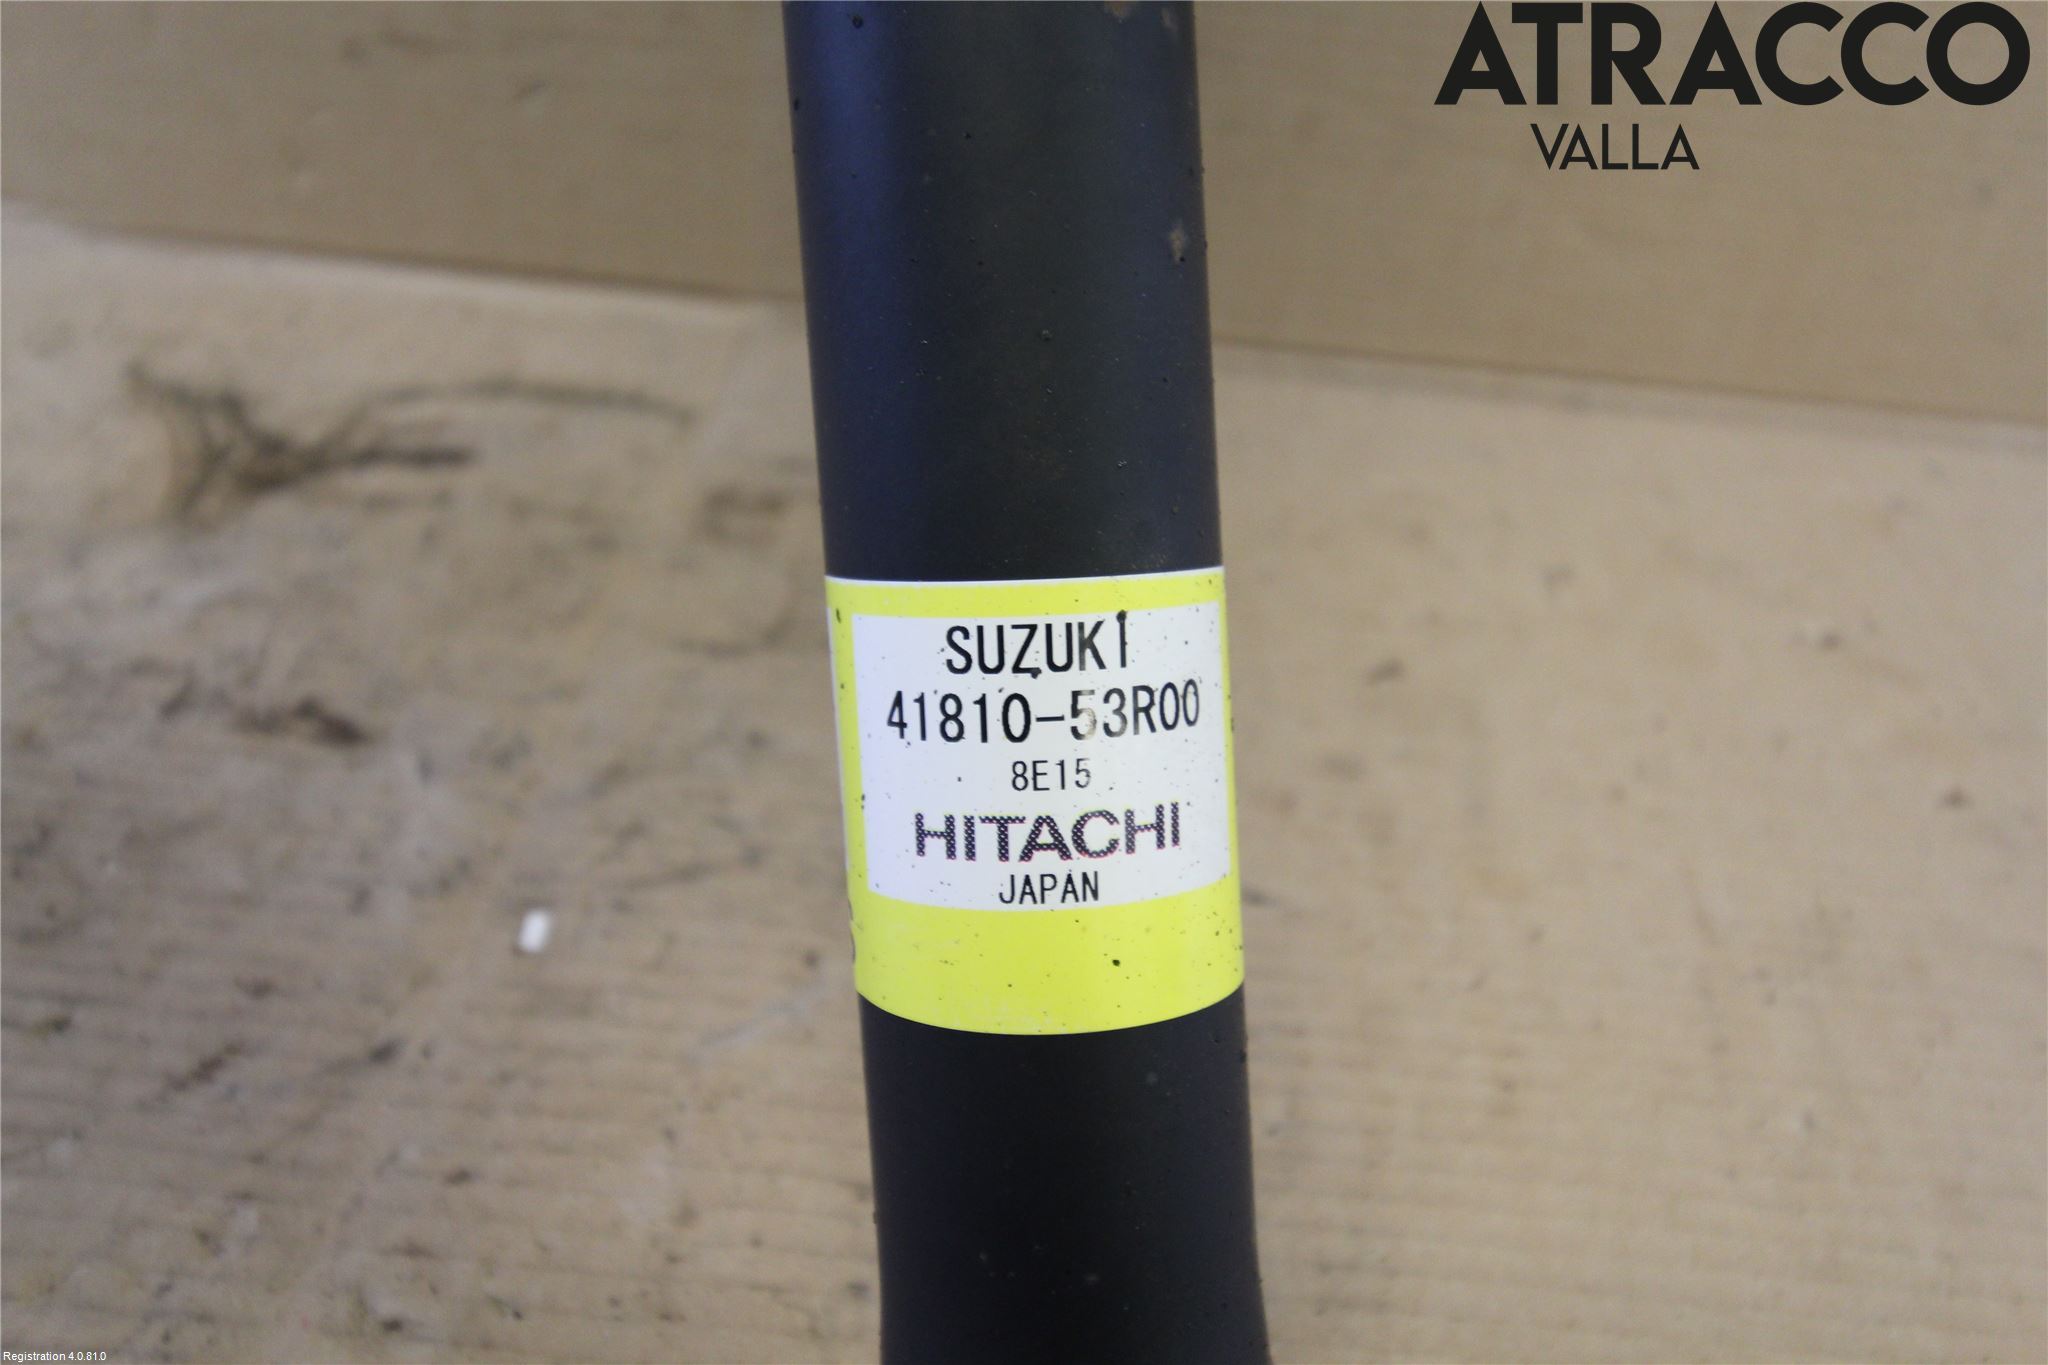 ATRACCO
VALLA
SUZUKI
41810-53R00
8E15
HITACHI
JAPAN
Registration 4.0.81.0